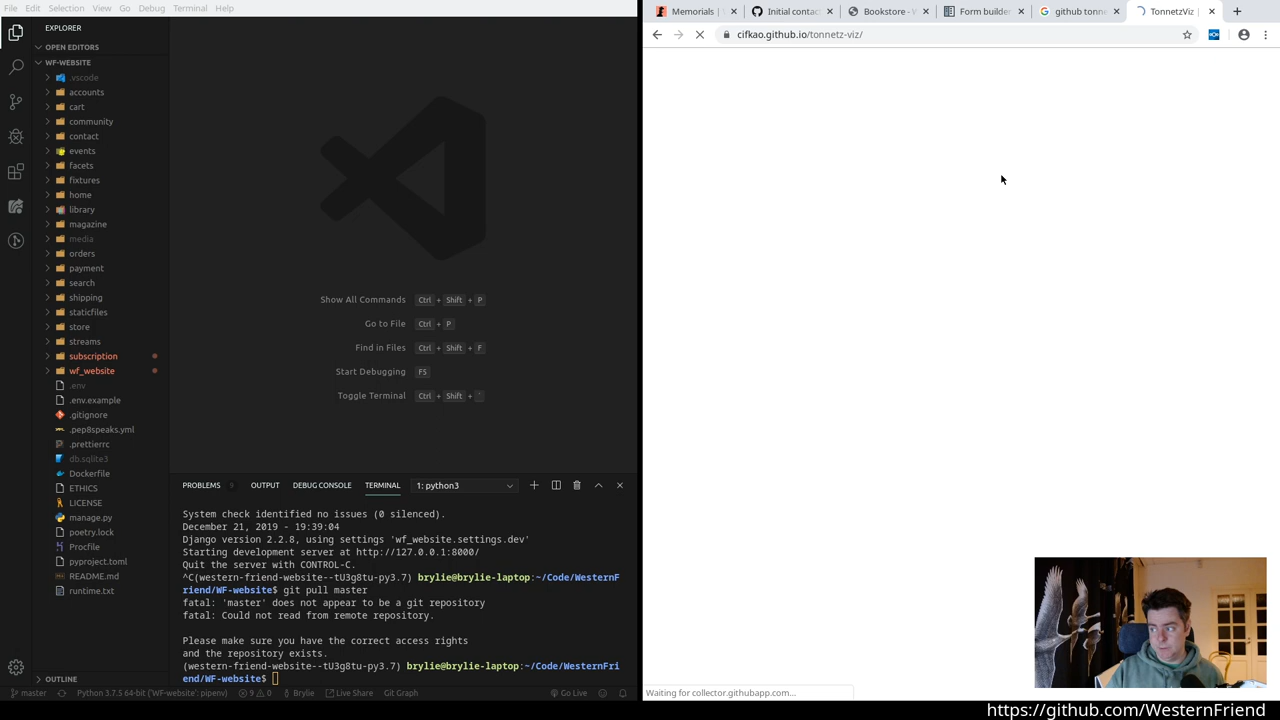 File Edit Selection View Go Debug Terminal Help
EXPLORER
OPEN EDITORS
WF-WEBSITE
.vscode
accounts
cart
community
contact
events
facets
fixtures
home
library
magazine
media
orders
payment
search
shipping
staticfiles
store
streams
subscription
wf_website
.env
.env.example
.gitignore
.pep8speaks.yml
.prettierrc
db.sqlite3
Dockerfile
ETHICS
LICENSE
manage.py
poetry.lock
Procfile
pyproject.toml
README.md
runtime.txt
OUTLINE
Show All Commands Ctrl + Shift + P
Go to File Ctrl + P
Find in Files Ctrl + Shift + F
Start Debugging F5
Toggle Terminal Ctrl + Shift + `
PROBLEMS 9 OUTPUT DEBUG CONSOLE TERMINAL 1: python3
System check identified no issues (0 silenced).
December 21, 2019 - 19:39:04
Django version 2.2.8, using settings 'wf_website.settings.dev'
Starting development server at http://127.0.0.1:8000/
Quit the server with CONTROL-C.
^C(western-friend-website--tU3g8tu-py3.7) brylie@brylie-laptop:~/Code/WesternF
riend/WF-website$ git pull master
fatal: 'master' does not appear to be a git repository
fatal: Could not read from remote repository.
Please make sure you have the correct access rights
and the repository exists.
(western-friend-website--tU3g8tu-py3.7) brylie@brylie-laptop:~/Code/WesternFri
end/WF-website$
master Python 3.7.5 64-bit ('WF-website': pipenv) 9 0 Brylie Live Share Git Graph Go Live
Memorials | Initial contac Bookstore - Form builder github tonne TonnetzViz
cifkao.github.io/tonnetz-viz/
Waiting for collector.githubapp.com...
https://github.com/WesternFriend